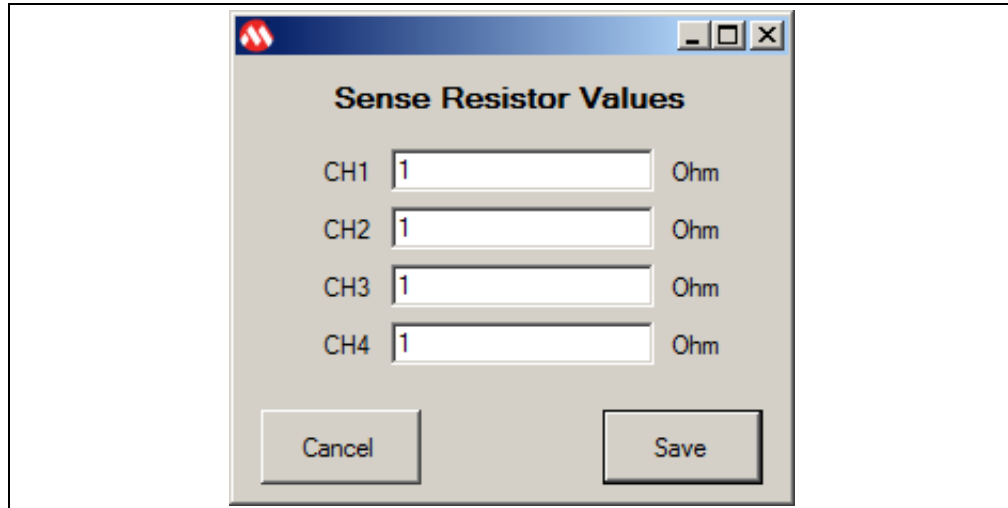 Sense Resistor Values
CH1 1 Ohm
CH2 1 Ohm
CH3 1 Ohm
CH4 1 Ohm
Cancel Save